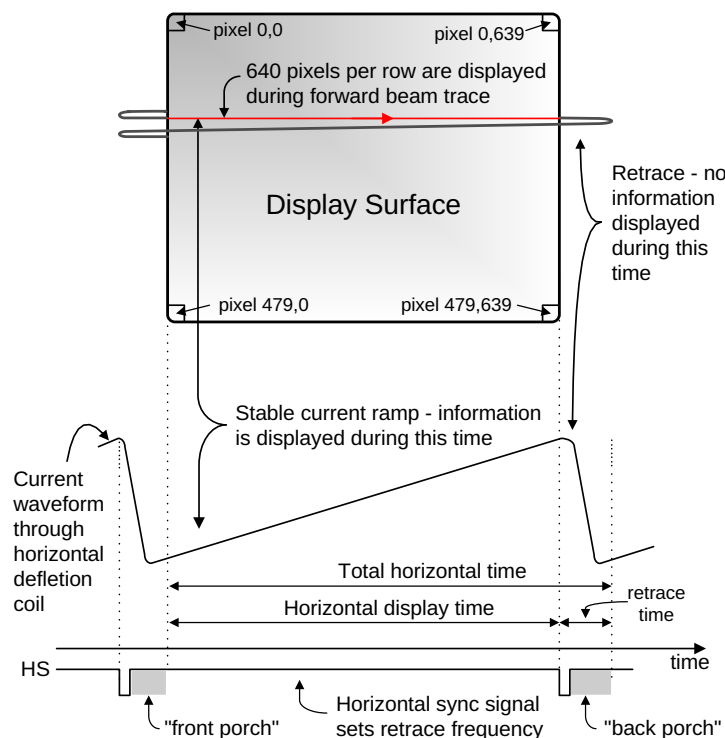 pixel 0,0
pixel 0,639
640 pixels per row are displayed
during forward beam trace
Retrace - no
information
displayed
during this
time
Display Surface
pixel 479,0
pixel 479,639
Stable current ramp - information
is displayed during this time
Current
waveform
through
horizontal
defletion
coil
Total horizontal time
Horizontal display time
retrace
time
time
HS
"front porch"
Horizontal sync signal
sets retrace frequency
"back porch"